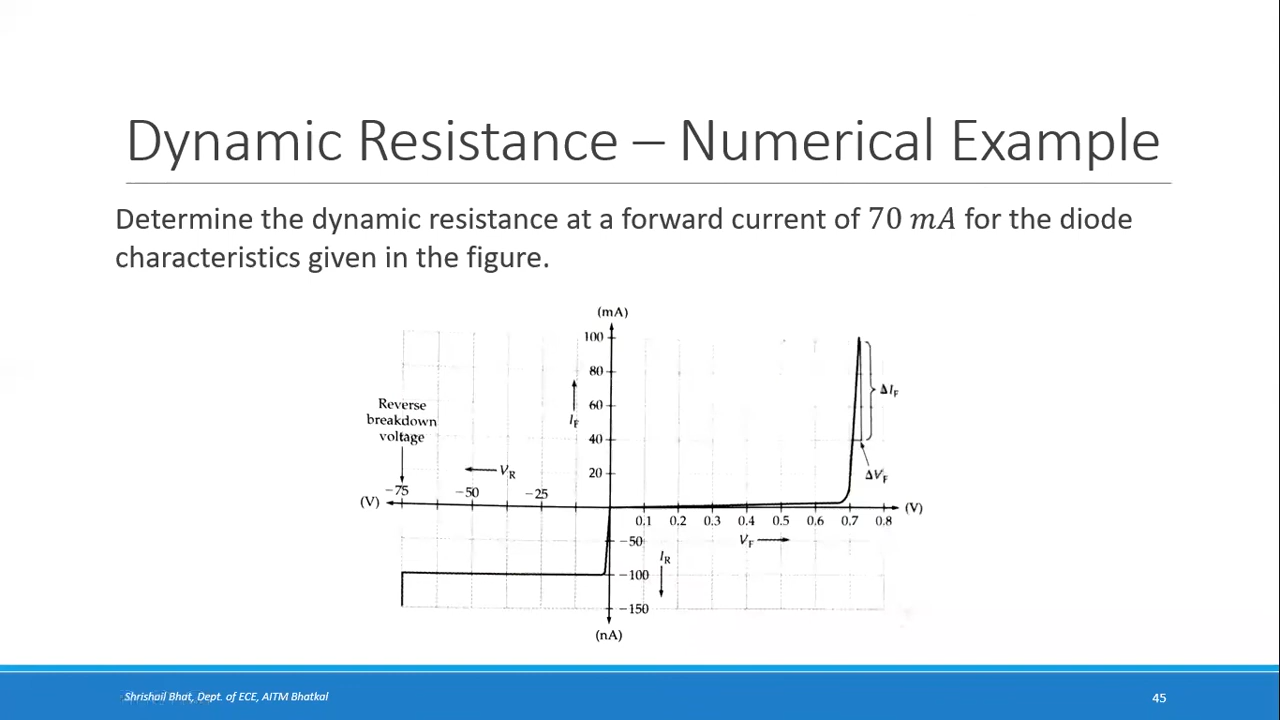 Dynamic Resistance – Numerical Example
Determine the dynamic resistance at a forward current of 70 mA for the diode
characteristics given in the figure.
(mA)
100
80
60
40
20
I_F
ΔI_F
ΔV_F
Reverse
breakdown
voltage
V_R
−75 −50 −25
(V)
(V)
0.1 0.2 0.3 0.4 0.5 0.6 0.7 0.8
V_F
−50
I_R
−100
−150
(nA)
Shrishail Bhat, Dept. of ECE, AITM Bhatkal
45